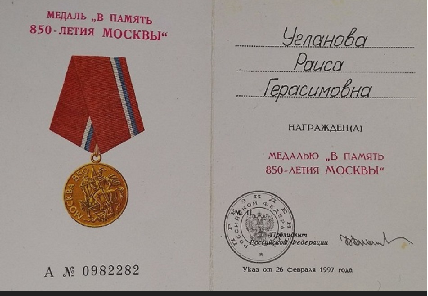 МЕДАЛЬ „В ПАМЯТЬ
850-ЛЕТИЯ МОСКВЫ“
А № 0982282
Угланова
Раиса
Герасимовна
НАГРАЖДЕН(А)
МЕДАЛЬЮ „В ПАМЯТЬ
850-ЛЕТИЯ МОСКВЫ“
Президент
Российской Федерации
Указ от 26 февраля 1997 года